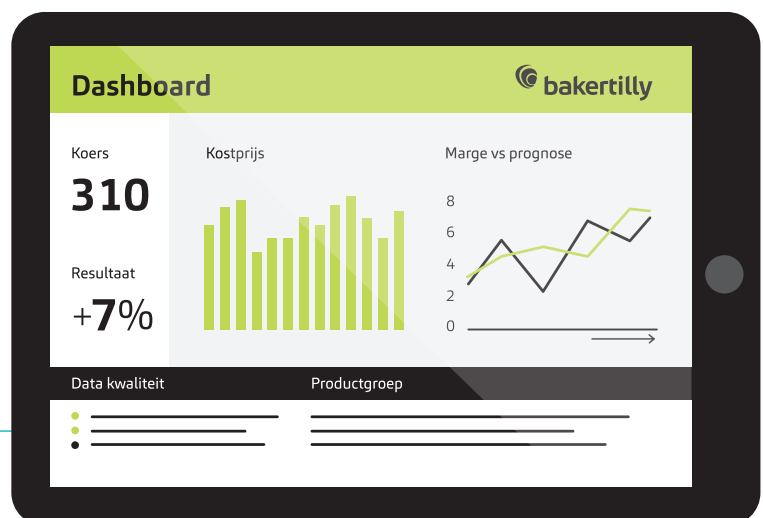 Dashboard
bakertilly
Koers
310
Kostprijs
Marge vs prognose
8
6
4
2
0
Resultaat
+7%
Data kwaliteit
Productgroep